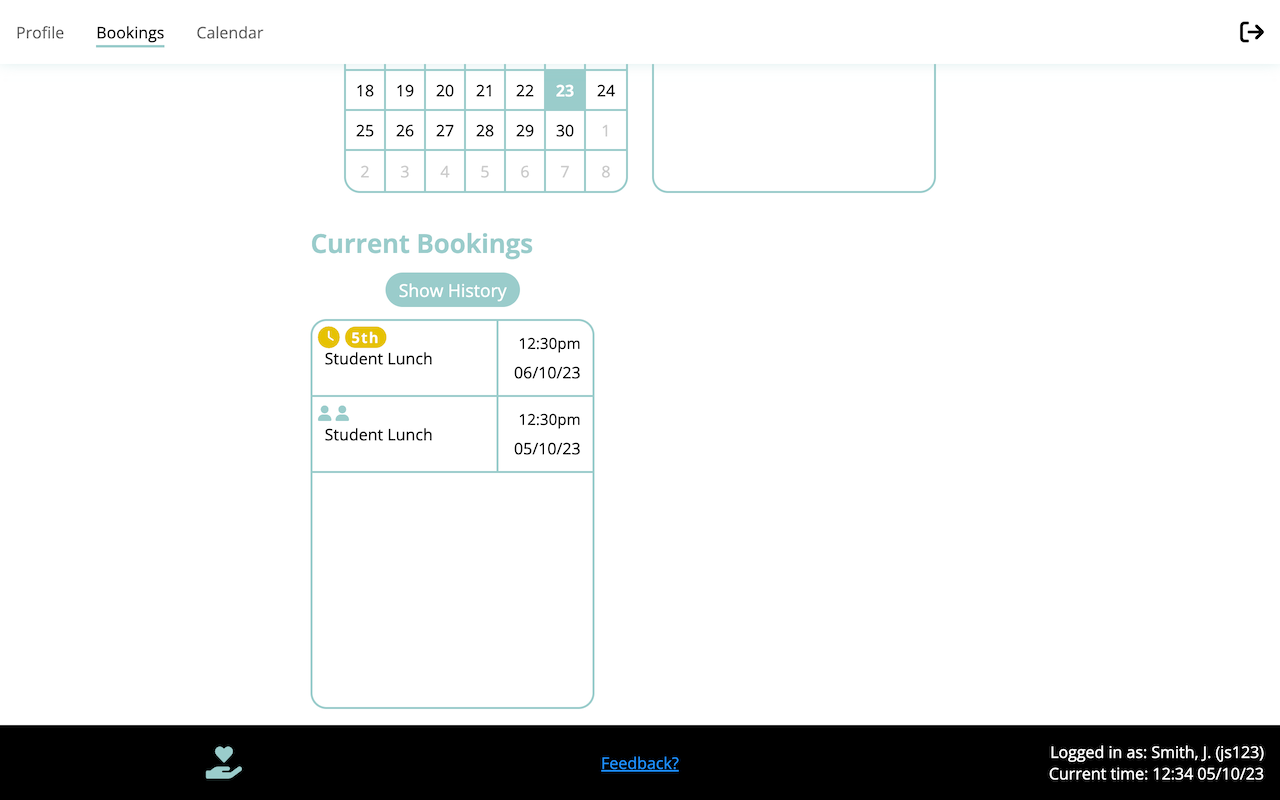 Profile Bookings Calendar
18 19 20 21 22 23 24
25 26 27 28 29 30 1
2 3 4 5 6 7 8
Current Bookings
Show History
5th
Student Lunch
12:30pm
06/10/23
Student Lunch
12:30pm
05/10/23
Feedback?
Logged in as: Smith, J. (js123)
Current time: 12:34 05/10/23